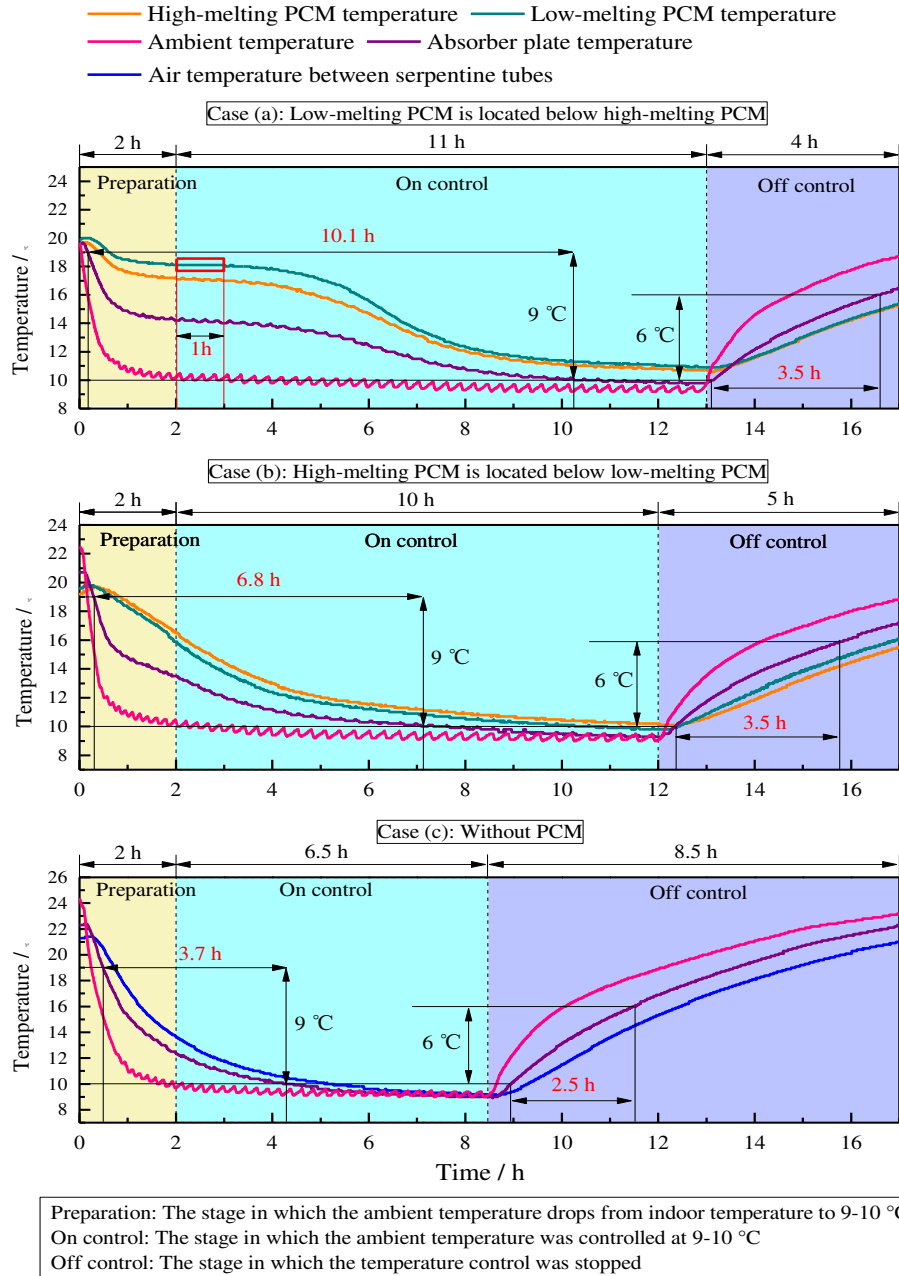 High-melting PCM temperature Low-melting PCM temperature
Ambient temperature Absorber plate temperature
Air temperature between serpentine tubes
Case (a): Low-melting PCM is located below high-melting PCM
2 h 11 h 4 h
Preparation On control Off control
24
22
20
18
16
14
12
10
8
Temperature /
10.1 h
9 °C
6 °C
1h
3.5 h
0 2 4 6 8 10 12 14 16
Case (b): High-melting PCM is located below low-melting PCM
2 h 10 h 5 h
Preparation On control Off control
24
22
20
18
16
14
12
10
8
Temperature /
6.8 h
9 °C
6 °C
3.5 h
0 2 4 6 8 10 12 14 16
Case (c): Without PCM
2 h 6.5 h 8.5 h
Preparation On control Off control
26
24
22
20
18
16
14
12
10
8
Temperature /
3.7 h
9 °C
6 °C
2.5 h
0 2 4 6 8 10 12 14 16
Time / h
Preparation: The stage in which the ambient temperature drops from indoor temperature to 9-10 °C
On control: The stage in which the ambient temperature was controlled at 9-10 °C
Off control: The stage in which the temperature control was stopped